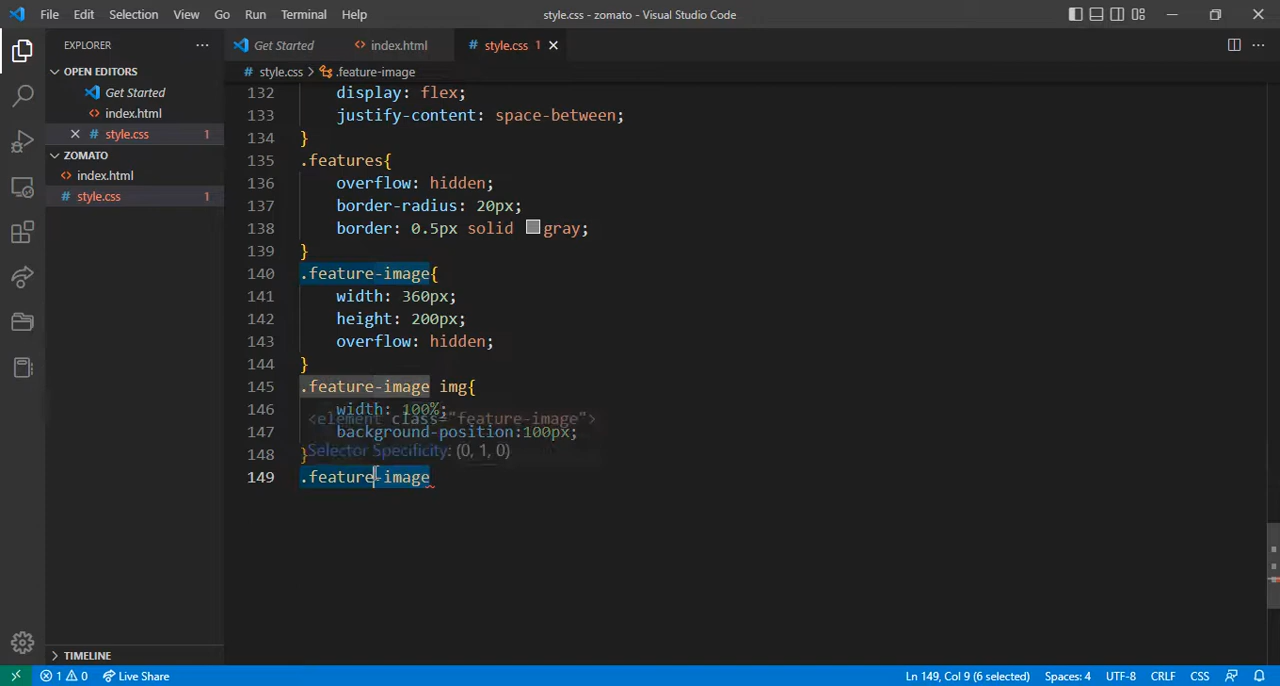 File Edit Selection View Go Run Terminal Help
style.css - zomato - Visual Studio Code
EXPLORER
Get Started
index.html
style.css 1
OPEN EDITORS
Get Started
index.html
style.css 1
ZOMATO
index.html
style.css 1
TIMELINE
style.css > .feature-image
132 display: flex;
133 justify-content: space-between;
134 }
135 .features{
136 overflow: hidden;
137 border-radius: 20px;
138 border: 0.5px solid gray;
139 }
140 .feature-image{
141 width: 360px;
142 height: 200px;
143 overflow: hidden;
144 }
145 .feature-image img{
146 width: 100%;
<element class="feature-image">
147 background-position:100px;
Selector Specificity: (0, 1, 0)
148 }
149 .feature-image
1 0 Live Share
Ln 149, Col 9 (6 selected) Spaces: 4 UTF-8 CRLF CSS